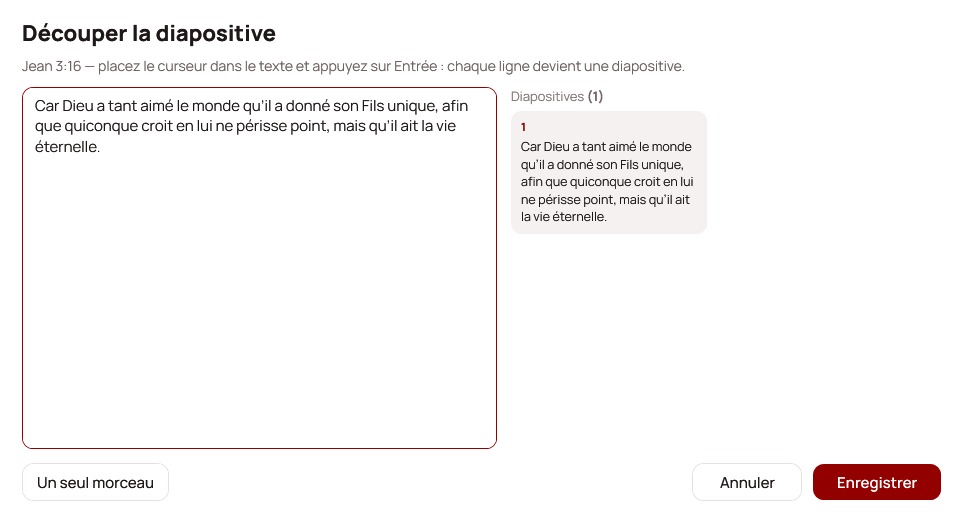 Découper la diapositive
Jean 3:16 — placez le curseur dans le texte et appuyez sur Entrée : chaque ligne devient une diapositive.
Car Dieu a tant aimé le monde qu'il a donné son Fils unique, afin
que quiconque croit en lui ne périsse point, mais qu'il ait la vie
éternelle.
Diapositives (1)
1
Car Dieu a tant aimé le monde
qu'il a donné son Fils unique,
afin que quiconque croit en lui
ne périsse point, mais qu'il ait
la vie éternelle.
Un seul morceau
Annuler
Enregistrer